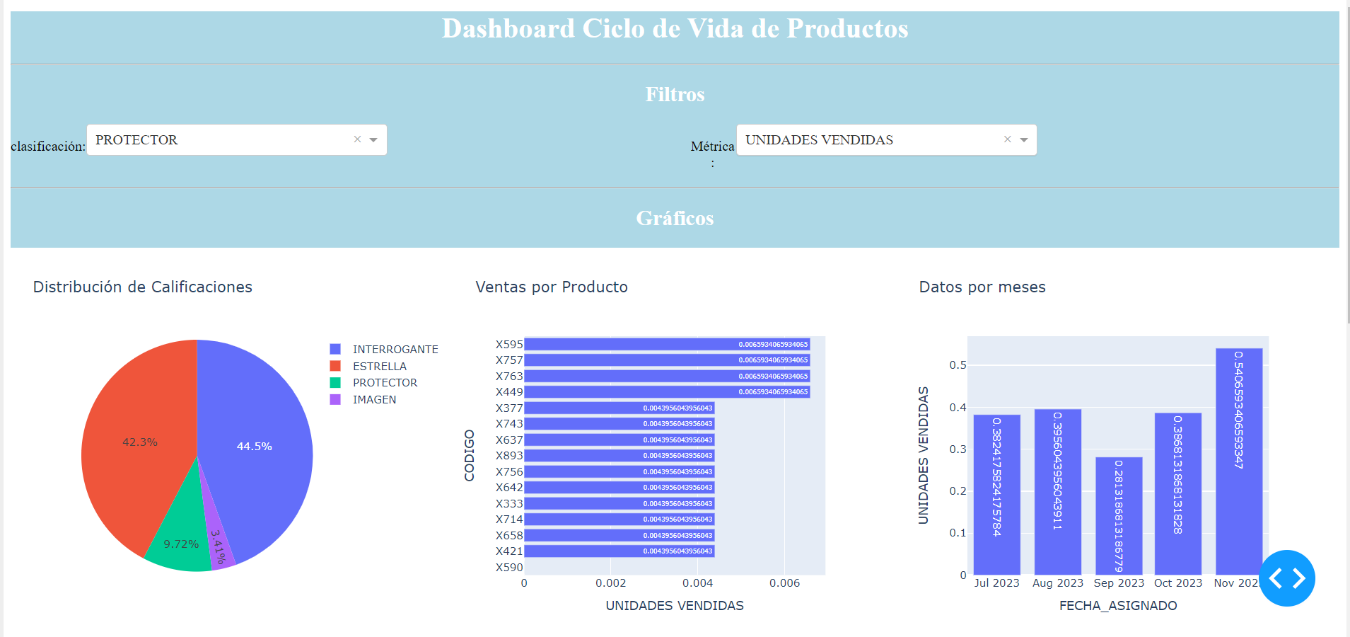 Dashboard Ciclo de Vida de Productos
Filtros
clasificación:
PROTECTOR
Métrica
:
UNIDADES VENDIDAS
Gráficos
Distribución de Calificaciones
INTERROGANTE
ESTRELLA
PROTECTOR
IMAGEN
44.5%
42.3%
9.72%
3.41%
Ventas por Producto
CODIGO
X595 0.0065934065934065
X757 0.0065934065934065
X763 0.0065934065934065
X449 0.0065934065934065
X377 0.0043956043956043
X743 0.0043956043956043
X637 0.0043956043956043
X893 0.0043956043956043
X756 0.0043956043956043
X642 0.0043956043956043
X333 0.0043956043956043
X714 0.0043956043956043
X658 0.0043956043956043
X421 0.0043956043956043
X590
0 0.002 0.004 0.006
UNIDADES VENDIDAS
Datos por meses
UNIDADES VENDIDAS
0.5
0.4
0.3
0.2
0.1
0
0.3824175824175784
0.3956043956043911
0.2813186813186779
0.3868131868131828
0.5406593406593347
Jul 2023 Aug 2023 Sep 2023 Oct 2023 Nov 202
FECHA_ASIGNADO